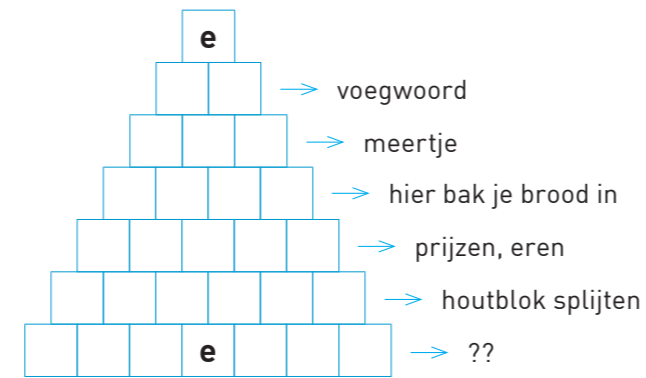 e
→ voegwoord
→ meertje
→ hier bak je brood in
→ prijzen, eren
→ houtblok splijten
e → ??